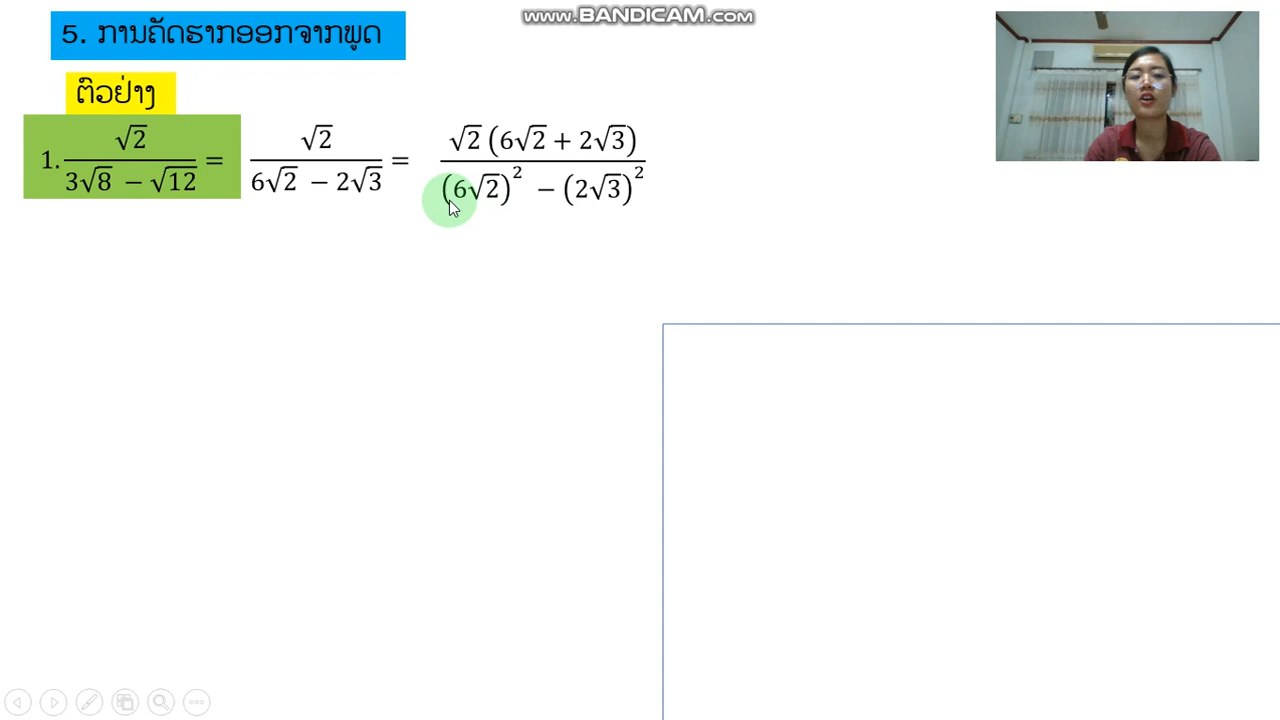 www.BANDICAM.com
5. ການຄັດຮາກອອກຈາກພູດ
ຕົວຢ່າງ
1. √2/(3√8 − √12) = √2/(6√2 − 2√3) = √2(6√2 + 2√3)/((6√2)² − (2√3)²)